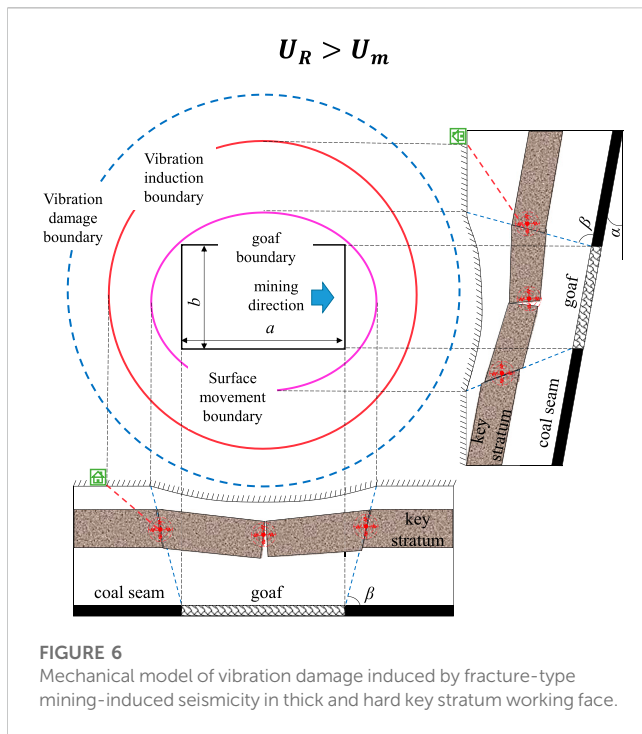 U_R > U_m
Vibration
induction
boundary
Vibration
damage
boundary
goaf
boundary
mining
direction
b
a
Surface
movement
boundary
β
α
goaf
key
stratum
coal seam
key
stratum
coal seam
goaf
β
FIGURE 6
Mechanical model of vibration damage induced by fracture-type
mining-induced seismicity in thick and hard key stratum working face.